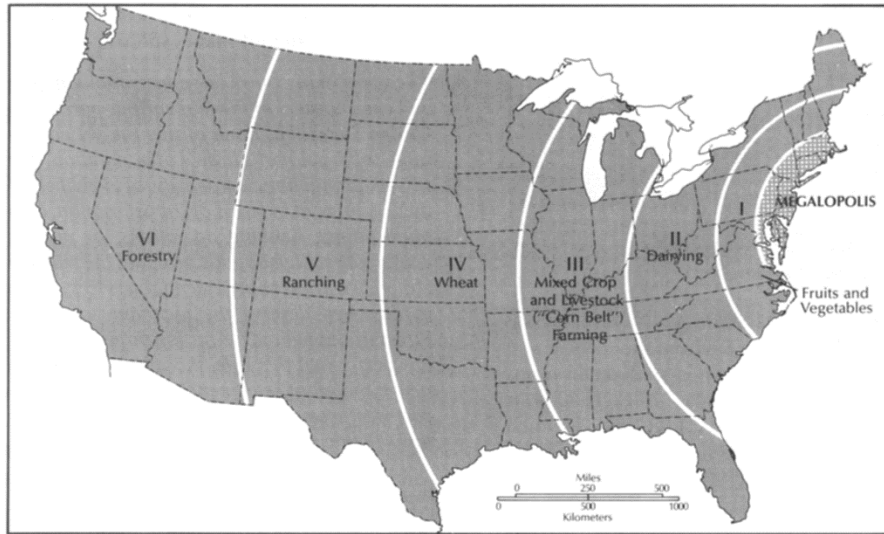 I
MEGALOPOLIS
VI
Forestry
V
Ranching
IV
Wheat
III
Mixed Crop
and Livestock
("Corn Belt")
Farming
II
Dairying
Fruits and
Vegetables
Miles
0 250 500
0 500 1000
Kilometers